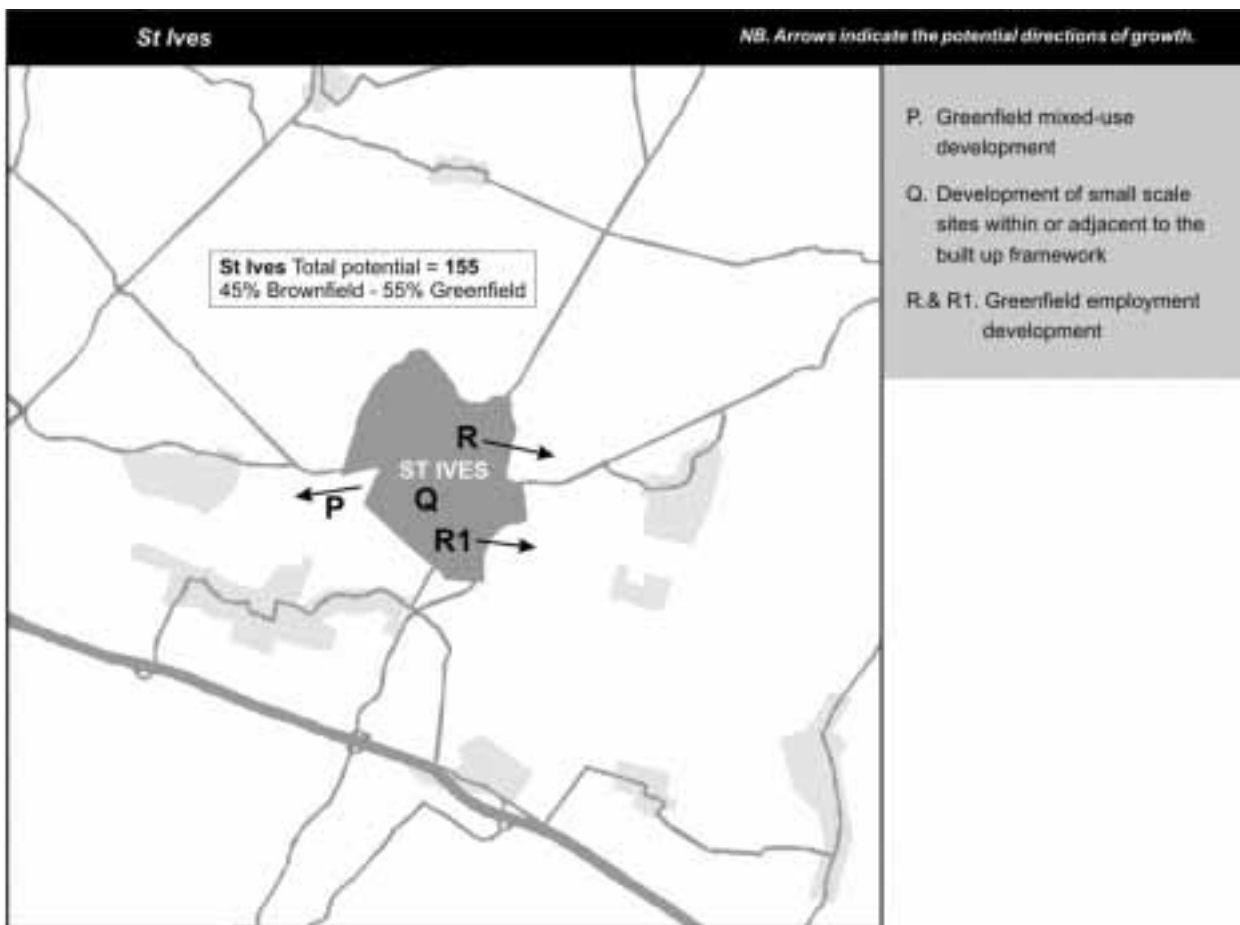 St Ives
NB. Arrows indicate the potential directions of growth.
P. Greenfield mixed-use
development
Q. Development of small scale
sites within or adjacent to the
built up framework
R.& R1. Greenfield employment
development
St Ives Total potential = 155
45% Brownfield - 55% Greenfield
R
ST IVES
P
Q
R1